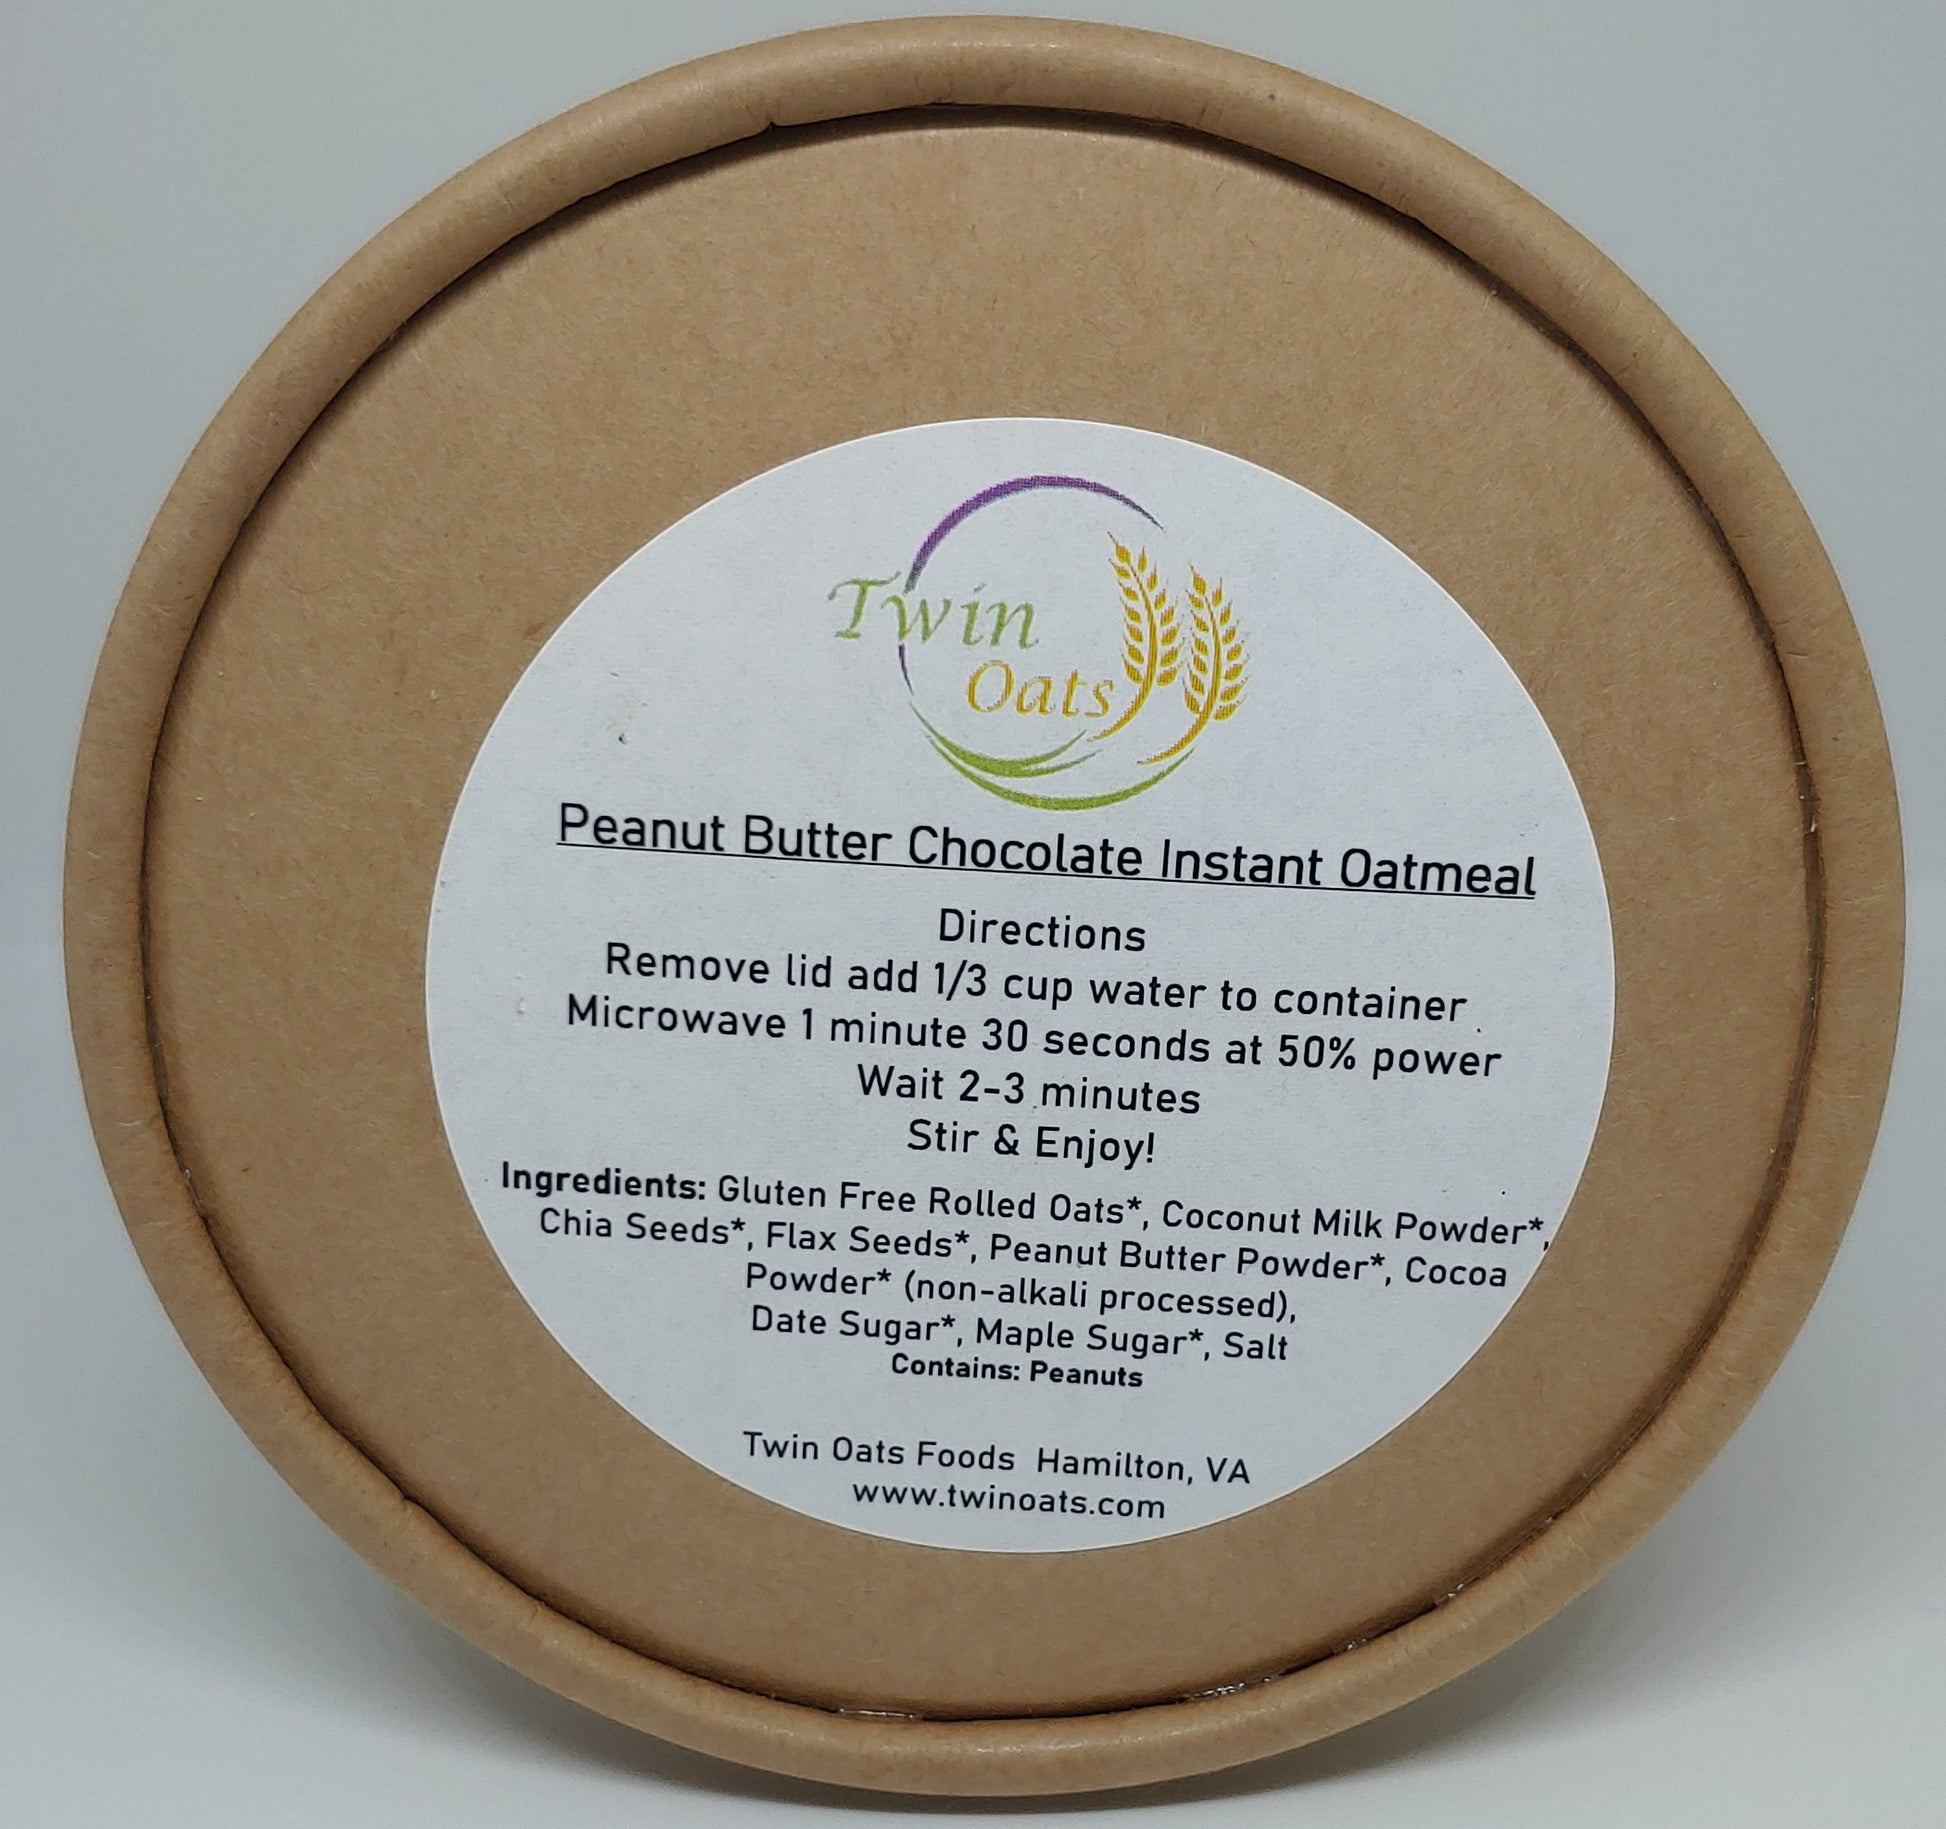 Twin
Oats
Peanut Butter Chocolate Instant Oatmeal
Directions
Remove lid add 1/3 cup water to container
Microwave 1 minute 30 seconds at 50% power
Wait 2-3 minutes
Stir & Enjoy!
Ingredients: Gluten Free Rolled Oats*, Coconut Milk Powder*,
Chia Seeds*, Flax Seeds*, Peanut Butter Powder*, Cocoa
Powder* (non-alkali processed),
Date Sugar*, Maple Sugar*, Salt
Contains: Peanuts
Twin Oats Foods Hamilton, VA
www.twinoats.com